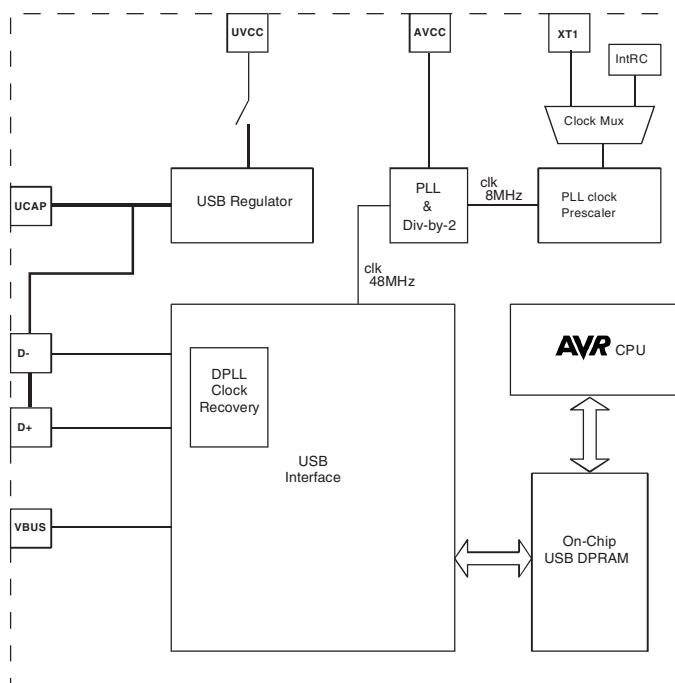 UVCC
AVCC
XT1
IntRC
Clock Mux
UCAP
USB Regulator
PLL
&
Div-by-2
clk
8MHz
PLL clock
Prescaler
clk
48MHz
D-
DPLL
Clock
Recovery
AVR CPU
D+
USB
Interface
VBUS
On-Chip
USB DPRAM